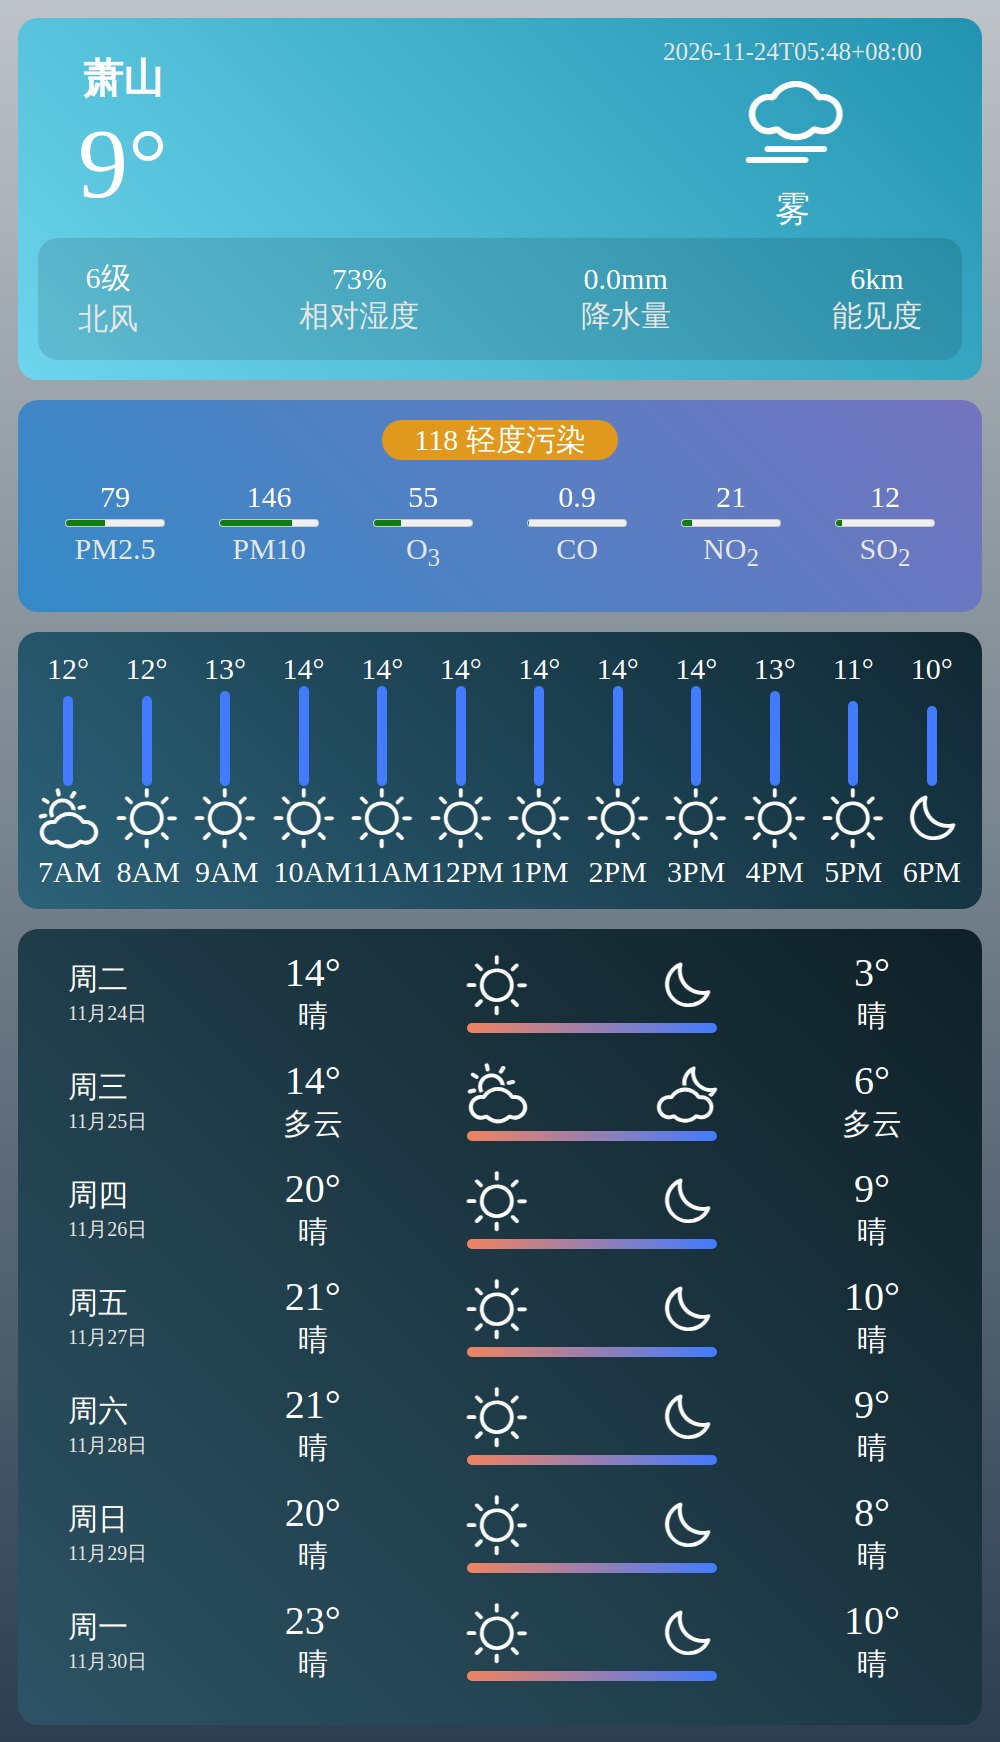 萧山
9°
2026-11-24T05:48+08:00
雾
6级 73% 0.0mm 6km
北风 相对湿度 降水量 能见度
118 轻度污染
79 146 55 0.9 21 12
PM2.5 PM10 O3 CO NO2 SO2
12° 12° 13° 14° 14° 14° 14° 14° 14° 13° 11° 10°
7AM 8AM 9AM 10AM 11AM 12PM 1PM 2PM 3PM 4PM 5PM 6PM
周二 14° 3°
11月24日 晴 晴
周三 14° 6°
11月25日 多云 多云
周四 20° 9°
11月26日 晴 晴
周五 21° 10°
11月27日 晴 晴
周六 21° 9°
11月28日 晴 晴
周日 20° 8°
11月29日 晴 晴
周一 23° 10°
11月30日 晴 晴